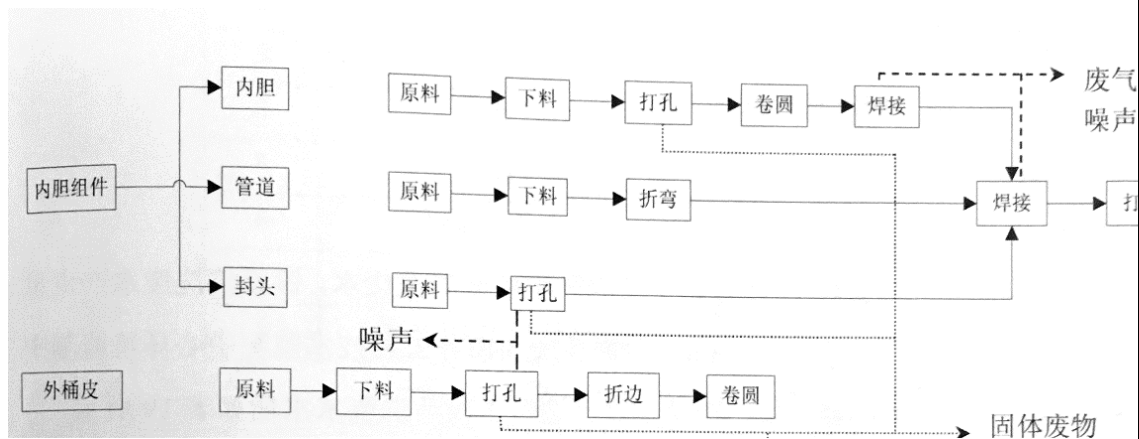 内胆
原料
下料
打孔
卷圆
焊接
废气
噪声
内胆组件
管道
原料
下料
折弯
焊接
封头
原料
打孔
噪声
外桶皮
原料
下料
打孔
折边
卷圆
固体废物